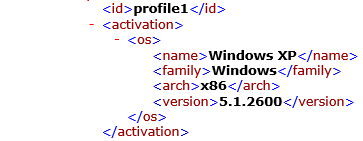 <id>profile1</id>
- <activation>
- <os>
<name>Windows XP</name>
<family>Windows</family>
<arch>x86</arch>
<version>5.1.2600</version>
</os>
</activation>